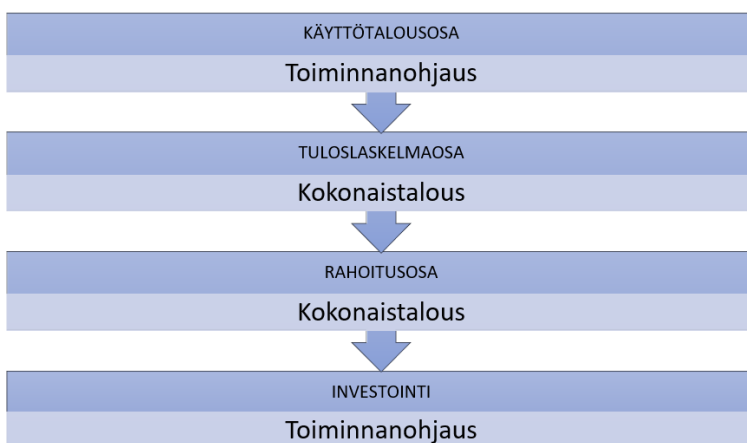 KÄYTTÖTALOUSOSA
Toiminnanohjaus
TULOSLASKELMAOSA
Kokonaistalous
RAHOITUSOSA
Kokonaistalous
INVESTOINTI
Toiminnanohjaus